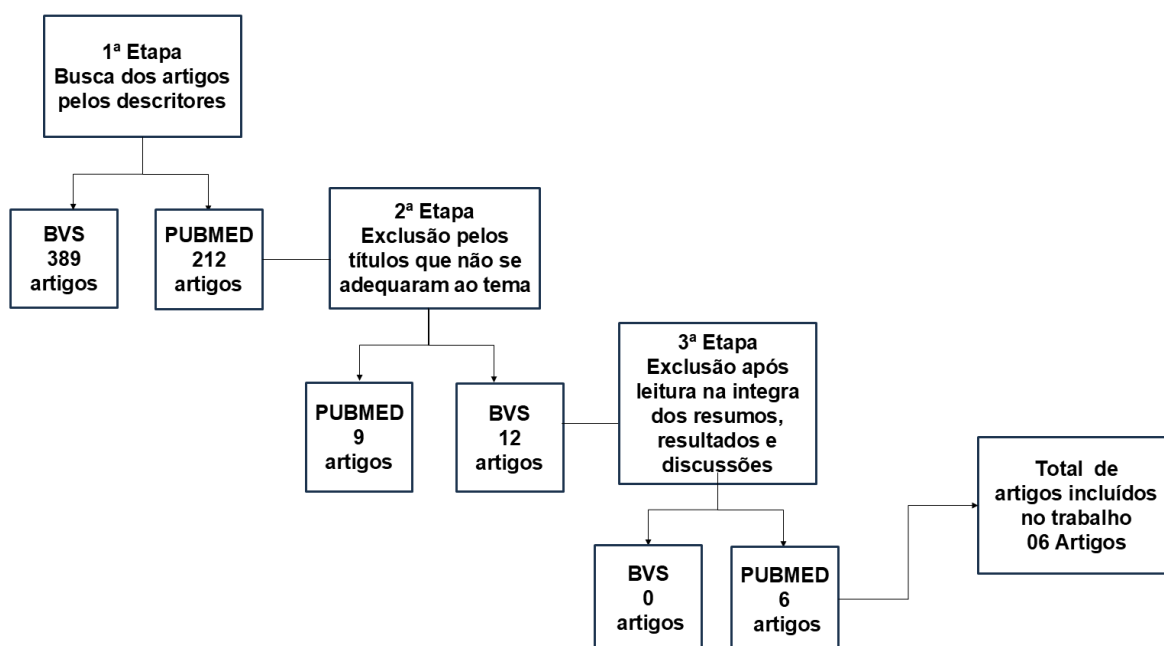 1ª Etapa
Busca dos artigos
pelos descritores
BVS
389
artigos
PUBMED
212
artigos
2ª Etapa
Exclusão pelos
títulos que não se
adequaram ao tema
PUBMED
9
artigos
BVS
12
artigos
3ª Etapa
Exclusão após
leitura na integra
dos resumos,
resultados e
discussões
BVS
0
artigos
PUBMED
6
artigos
Total de
artigos incluídos
no trabalho
06 Artigos